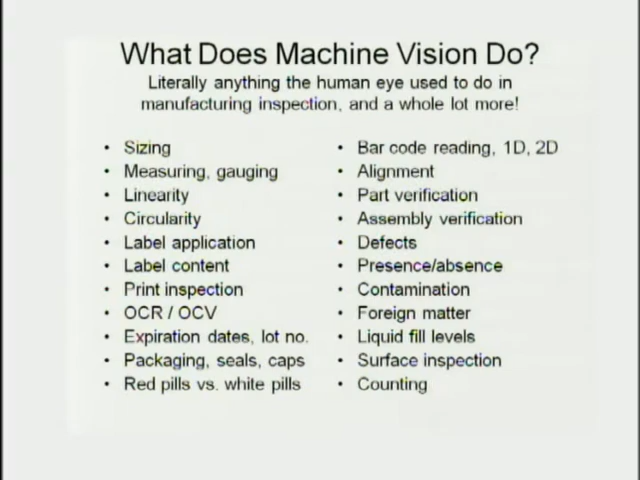 What Does Machine Vision Do?
Literally anything the human eye used to do in
manufacturing inspection, and a whole lot more!
• Sizing
• Measuring, gauging
• Linearity
• Circularity
• Label application
• Label content
• Print inspection
• OCR / OCV
• Expiration dates, lot no.
• Packaging, seals, caps
• Red pills vs. white pills
• Bar code reading, 1D, 2D
• Alignment
• Part verification
• Assembly verification
• Defects
• Presence/absence
• Contamination
• Foreign matter
• Liquid fill levels
• Surface inspection
• Counting